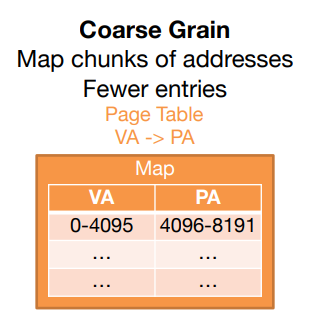 Coarse Grain
Map chunks of addresses
Fewer entries
Page Table
VA -> PA
Map
VA PA
0-4095 4096-8191
... ...
... ...